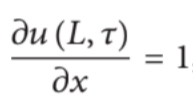 ∂u (L, τ)/∂x = 1,